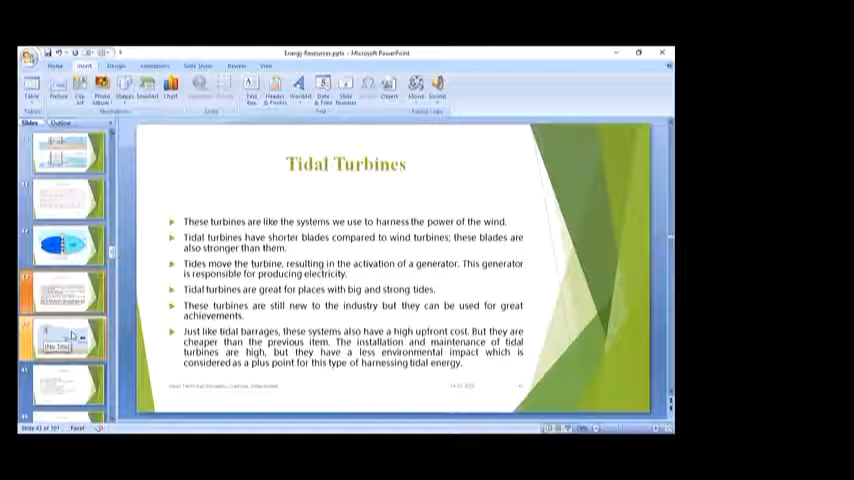 Energy Resources.pptx - Microsoft PowerPoint
Home Insert Design Animations Slide Show Review View
Table Picture Clip Art Photo Album Shapes SmartArt Chart Text Box Header & Footer WordArt Date & Time Slide Number Object Movie Sound
Slides Outline
Tidal Turbines
These turbines are like the systems we use to harness the power of the wind.
Tidal turbines have shorter blades compared to wind turbines; these blades are
also stronger than them.
Tides move the turbine, resulting in the activation of a generator. This generator
is responsible for producing electricity.
Tidal turbines are great for places with big and strong tides.
These turbines are still new to the industry but they can be used for great
achievements.
Just like tidal barrages, these systems also have a high upfront cost. But they are
cheaper than the previous item. The installation and maintenance of tidal
turbines are high, but they have a less environmental impact which is
considered as a plus point for this type of harnessing tidal energy.
[No Title]
Slide 43 of 101 Facet